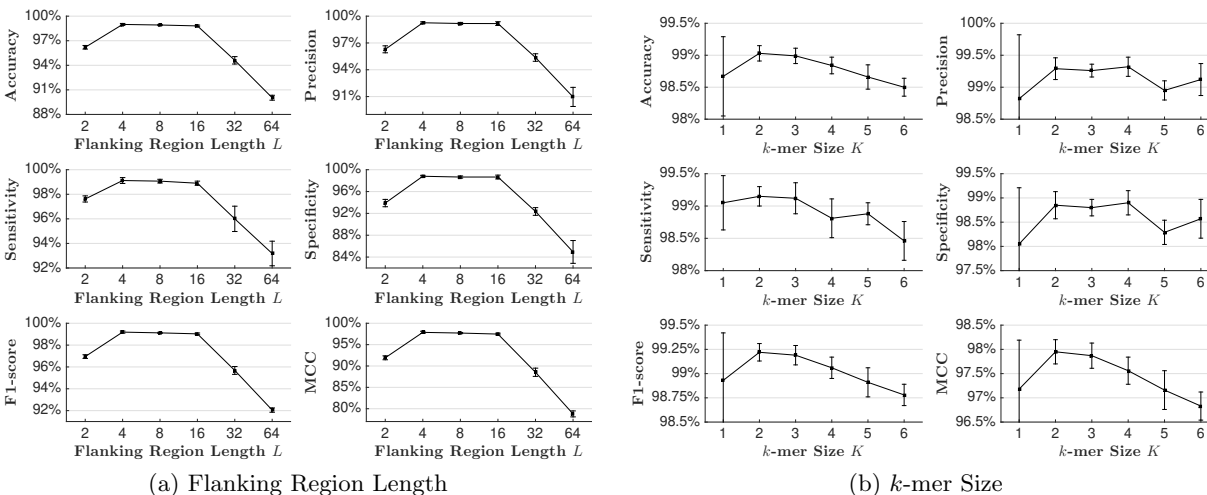 Accuracy
100%
97%
94%
91%
88%
2 4 8 16 32 64
Flanking Region Length L
Precision
100%
97%
94%
91%
2 4 8 16 32 64
Flanking Region Length L
Sensitivity
100%
98%
96%
94%
92%
2 4 8 16 32 64
Flanking Region Length L
Specificity
100%
96%
92%
88%
84%
2 4 8 16 32 64
Flanking Region Length L
F1-score
100%
98%
96%
94%
92%
2 4 8 16 32 64
Flanking Region Length L
MCC
100%
95%
90%
85%
80%
2 4 8 16 32 64
Flanking Region Length L
(a) Flanking Region Length
Accuracy
99.5%
99%
98.5%
98%
1 2 3 4 5 6
k-mer Size K
Precision
100%
99.5%
99%
98.5%
1 2 3 4 5 6
k-mer Size K
Sensitivity
99.5%
99%
98.5%
98%
1 2 3 4 5 6
k-mer Size K
Specificity
99.5%
99%
98.5%
98%
97.5%
1 2 3 4 5 6
k-mer Size K
F1-score
99.5%
99.25%
99%
98.75%
98.5%
1 2 3 4 5 6
k-mer Size K
MCC
98.5%
98%
97.5%
97%
96.5%
1 2 3 4 5 6
k-mer Size K
(b) k-mer Size